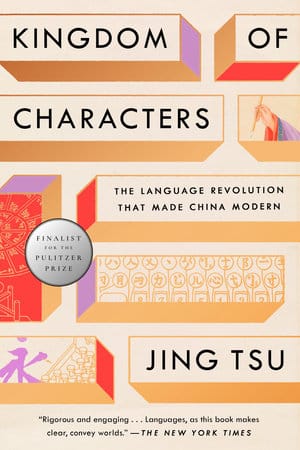 KINGDOM OF
CHARACTERS
THE LANGUAGE REVOLUTION
THAT MADE CHINA MODERN
FINALIST
FOR THE
PULITZER
PRIZE
永
JING TSU
“Rigorous and engaging . . . Languages, as this book makes
clear, convey worlds.” —THE NEW YORK TIMES